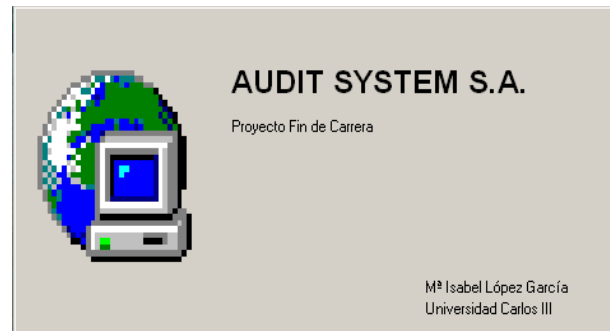 AUDIT SYSTEM S.A.
Proyecto Fin de Carrera
Mª Isabel López García
Universidad Carlos III